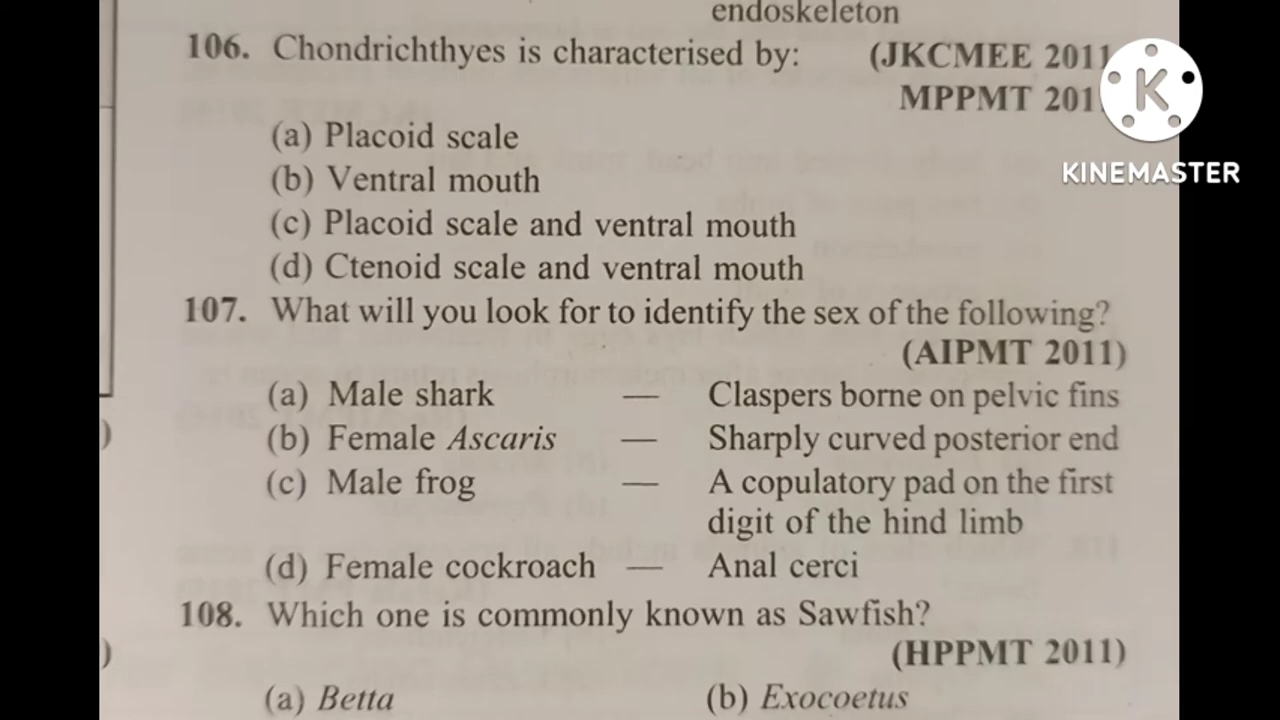 endoskeleton
106. Chondrichthyes is characterised by: (JKCMEE 2011
MPPMT 201
K
KINEMASTER
(a) Placoid scale
(b) Ventral mouth
(c) Placoid scale and ventral mouth
(d) Ctenoid scale and ventral mouth
107. What will you look for to identify the sex of the following?
(AIPMT 2011)
(a) Male shark — Claspers borne on pelvic fins
(b) Female Ascaris — Sharply curved posterior end
(c) Male frog — A copulatory pad on the first
digit of the hind limb
(d) Female cockroach — Anal cerci
108. Which one is commonly known as Sawfish?
(HPPMT 2011)
(a) Betta (b) Exocoetus